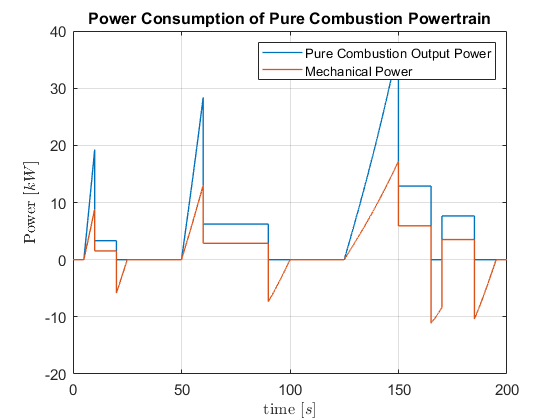 Power Consumption of Pure Combustion Powertrain
Pure Combustion Output Power
Mechanical Power
Power [kW]
40
30
20
10
0
-10
-20
0
50
100
150
200
time [s]